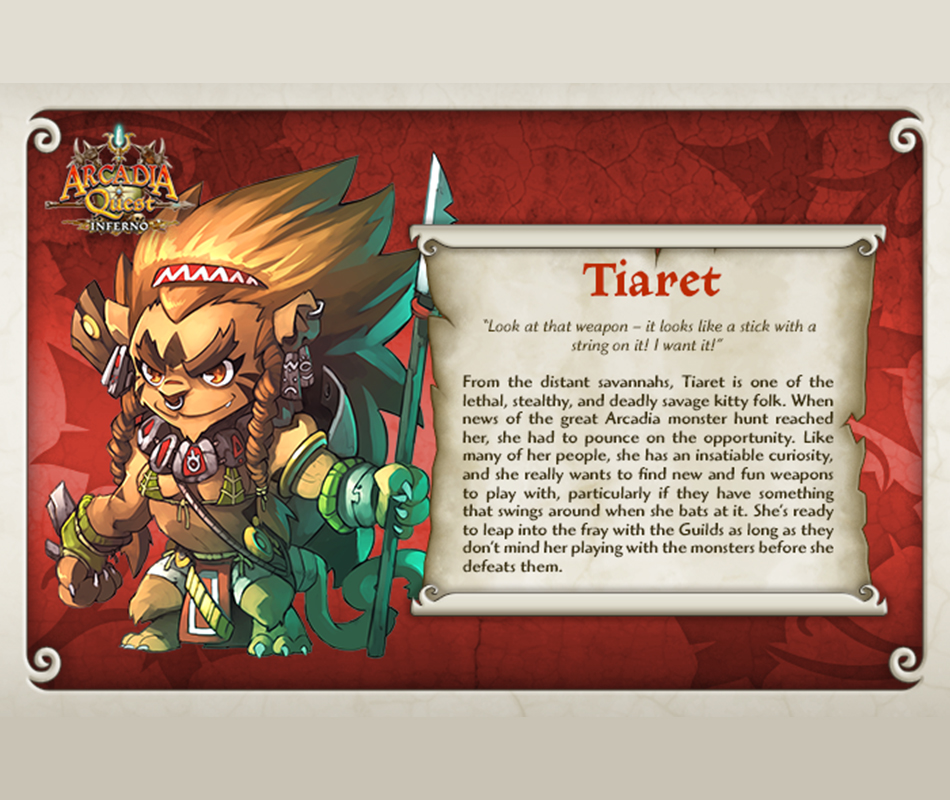 ARCADIA
Quest
INFERNO
Tiaret
"Look at that weapon – it looks like a stick with a
string on it! I want it!"
From the distant savannahs, Tiaret is one of the
lethal, stealthy, and deadly savage kitty folk. When
news of the great Arcadia monster hunt reached
her, she had to pounce on the opportunity. Like
many of her people, she has an insatiable curiosity,
and she really wants to find new and fun weapons
to play with, particularly if they have something
that swings around when she bats at it. She's ready
to leap into the fray with the Guilds as long as they
don't mind her playing with the monsters before she
defeats them.